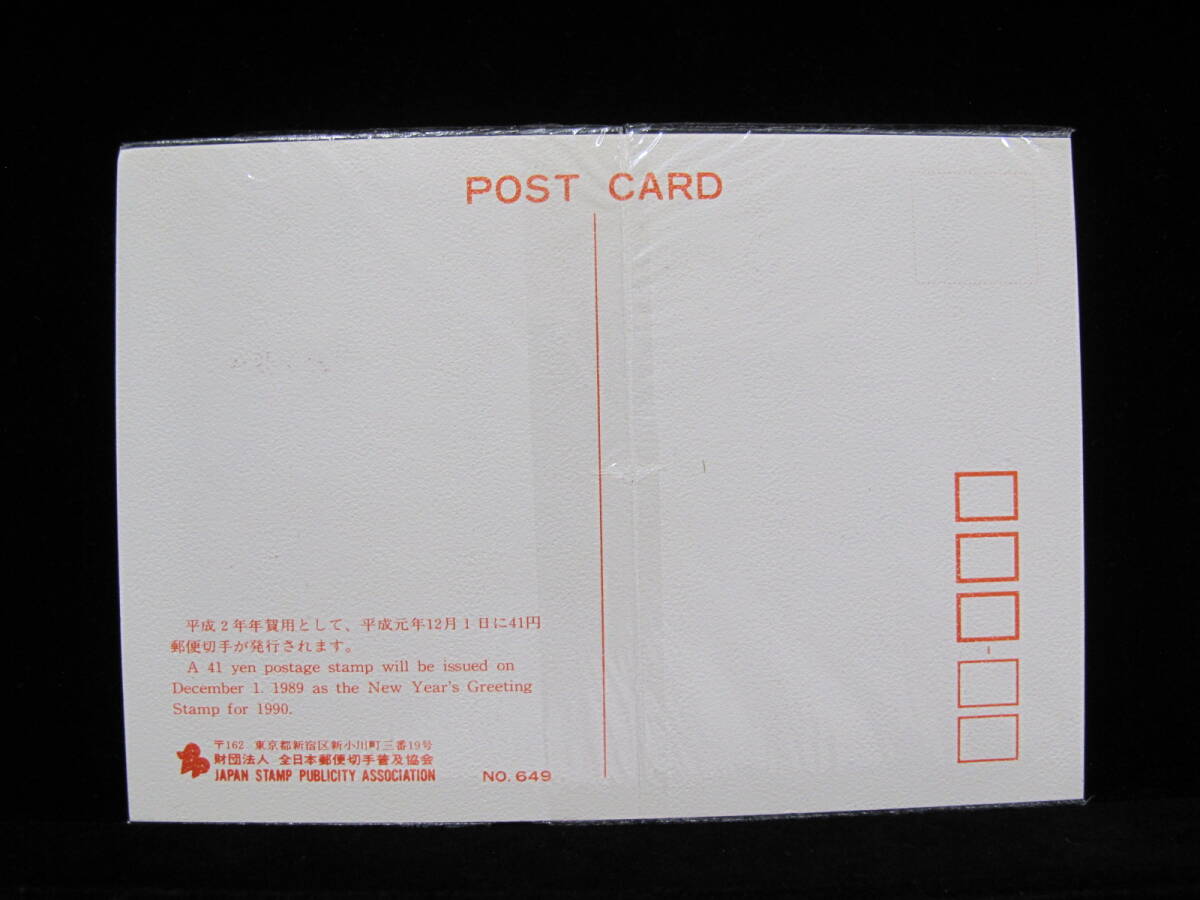 POST CARD
平成2年年賀用として、平成元年12月1日に41円
郵便切手が発行されます。
A 41 yen postage stamp will be issued on
December 1. 1989 as the New Year's Greeting
Stamp for 1990.
〒162 東京都新宿区新小川町三番19号
財団法人 全日本郵便切手普及協会
JAPAN STAMP PUBLICITY ASSOCIATION
NO. 649